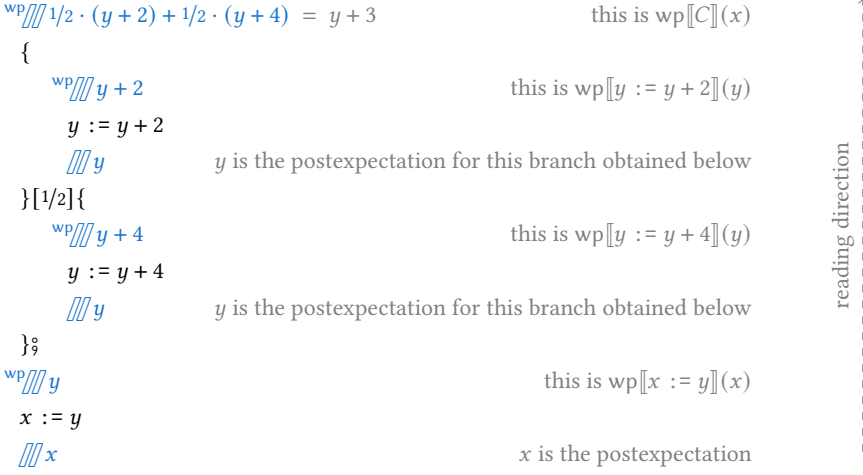 wp⫻ 1/2 · (y + 2) + 1/2 · (y + 4) = y + 3 this is wp⟦C⟧(x)
{
wp⫻ y + 2 this is wp⟦y := y + 2⟧(y)
y := y + 2
⫻ y y is the postexpectation for this branch obtained below
}[1/2]{
wp⫻ y + 4 this is wp⟦y := y + 4⟧(y)
y := y + 4
⫻ y y is the postexpectation for this branch obtained below
}⨟
wp⫻ y this is wp⟦x := y⟧(x)
x := y
⫻ x x is the postexpectation
reading direction